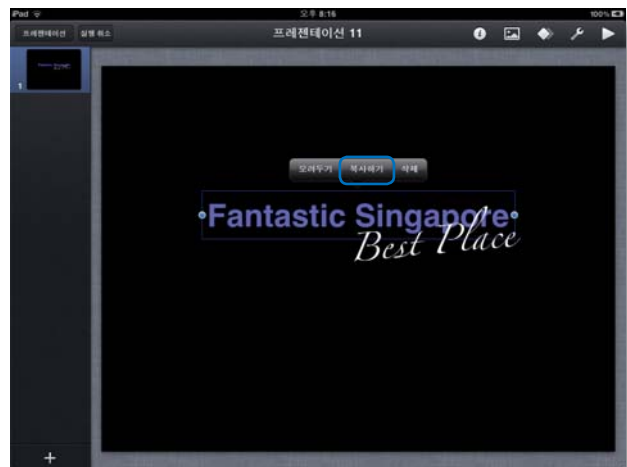 iPad 오후 8:16 100%
프레젠테이션 실행 취소 프레젠테이션 11
오려두기 복사하기 삭제
Fantastic Singapore
Best Place
1